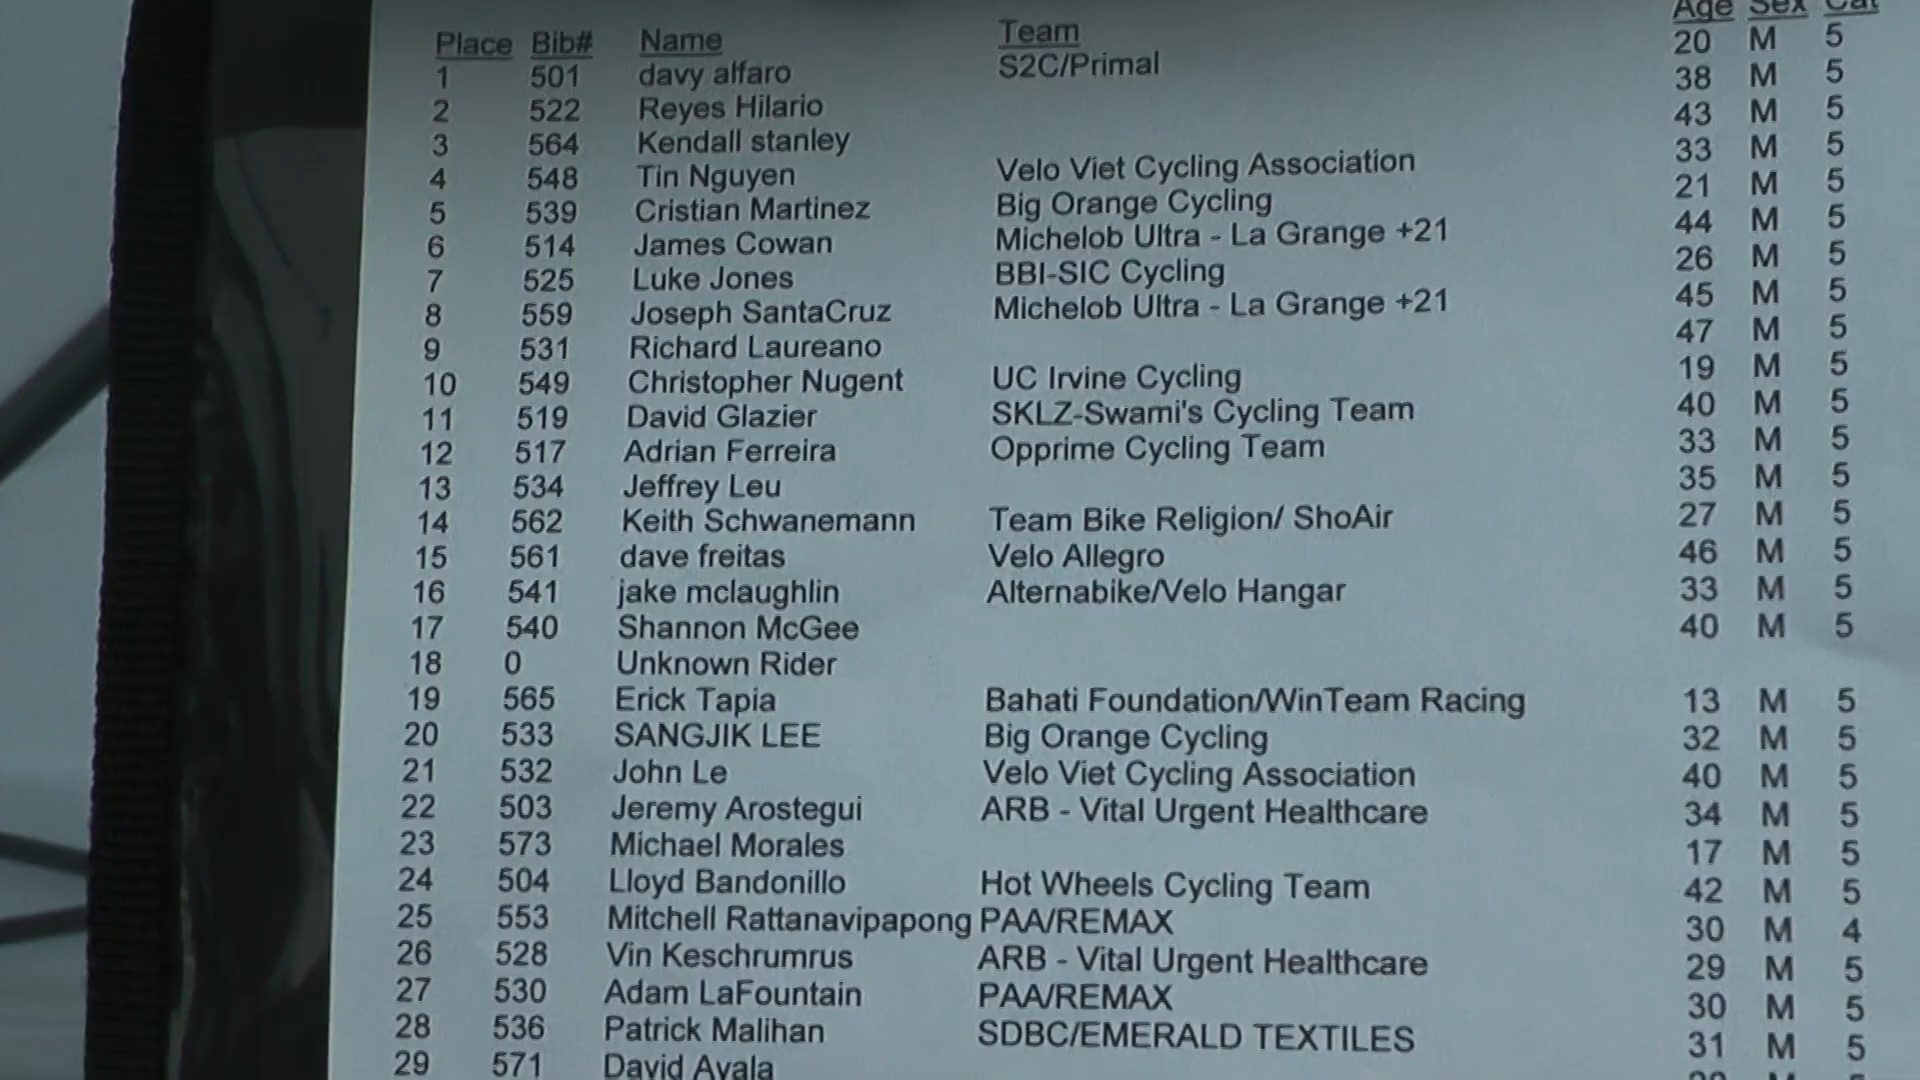 Place Bib# Name Team Age Sex Cat
1 501 davy alfaro S2C/Primal 20 M 5
2 522 Reyes Hilario 38 M 5
3 564 Kendall stanley 43 M 5
4 548 Tin Nguyen Velo Viet Cycling Association 33 M 5
5 539 Cristian Martinez Big Orange Cycling 21 M 5
6 514 James Cowan Michelob Ultra - La Grange +21 44 M 5
7 525 Luke Jones BBI-SIC Cycling 26 M 5
8 559 Joseph SantaCruz Michelob Ultra - La Grange +21 45 M 5
9 531 Richard Laureano 47 M 5
10 549 Christopher Nugent UC Irvine Cycling 19 M 5
11 519 David Glazier SKLZ-Swami's Cycling Team 40 M 5
12 517 Adrian Ferreira Opprime Cycling Team 33 M 5
13 534 Jeffrey Leu 35 M 5
14 562 Keith Schwanemann Team Bike Religion/ ShoAir 27 M 5
15 561 dave freitas Velo Allegro 46 M 5
16 541 jake mclaughlin Alternabike/Velo Hangar 33 M 5
17 540 Shannon McGee 40 M 5
18 0 Unknown Rider
19 565 Erick Tapia Bahati Foundation/WinTeam Racing 13 M 5
20 533 SANGJIK LEE Big Orange Cycling 32 M 5
21 532 John Le Velo Viet Cycling Association 40 M 5
22 503 Jeremy Arostegui ARB - Vital Urgent Healthcare 34 M 5
23 573 Michael Morales 17 M 5
24 504 Lloyd Bandonillo Hot Wheels Cycling Team 42 M 5
25 553 Mitchell Rattanavipapong PAA/REMAX 30 M 4
26 528 Vin Keschrumrus ARB - Vital Urgent Healthcare 29 M 5
27 530 Adam LaFountain PAA/REMAX 30 M 5
28 536 Patrick Malihan SDBC/EMERALD TEXTILES 31 M 5
29 571 David Ayala